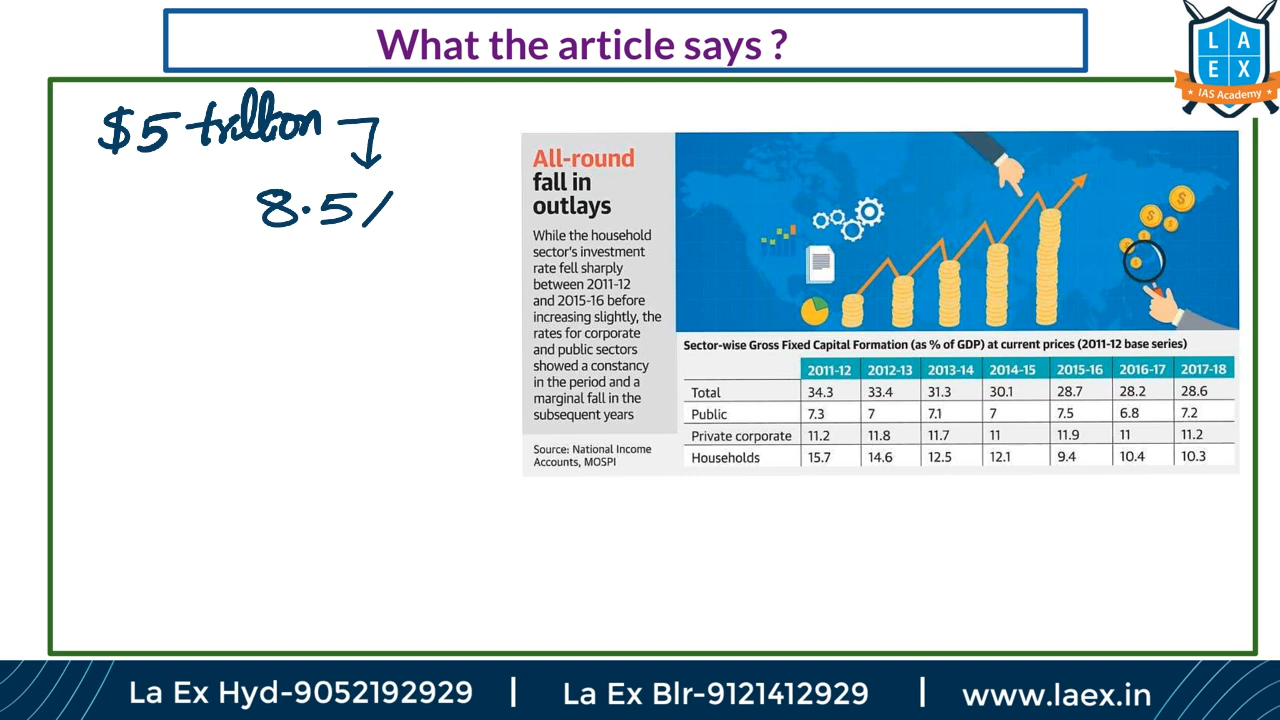 What the article says ?
L A
E X
IAS Academy
$5 trillion
8.5%
All-round
fall in
outlays
While the household
sector's investment
rate fell sharply
between 2011-12
and 2015-16 before
increasing slightly, the
rates for corporate
and public sectors
showed a constancy
in the period and a
marginal fall in the
subsequent years
Source: National Income
Accounts, MOSPI
Sector-wise Gross Fixed Capital Formation (as % of GDP) at current prices (2011-12 base series)
2011-12 2012-13 2013-14 2014-15 2015-16 2016-17 2017-18
Total 34.3 33.4 31.3 30.1 28.7 28.2 28.6
Public 7.3 7 7.1 7 7.5 6.8 7.2
Private corporate 11.2 11.8 11.7 11 11.9 11 11.2
Households 15.7 14.6 12.5 12.1 9.4 10.4 10.3
La Ex Hyd-9052192929 | La Ex Blr-9121412929 | www.laex.in